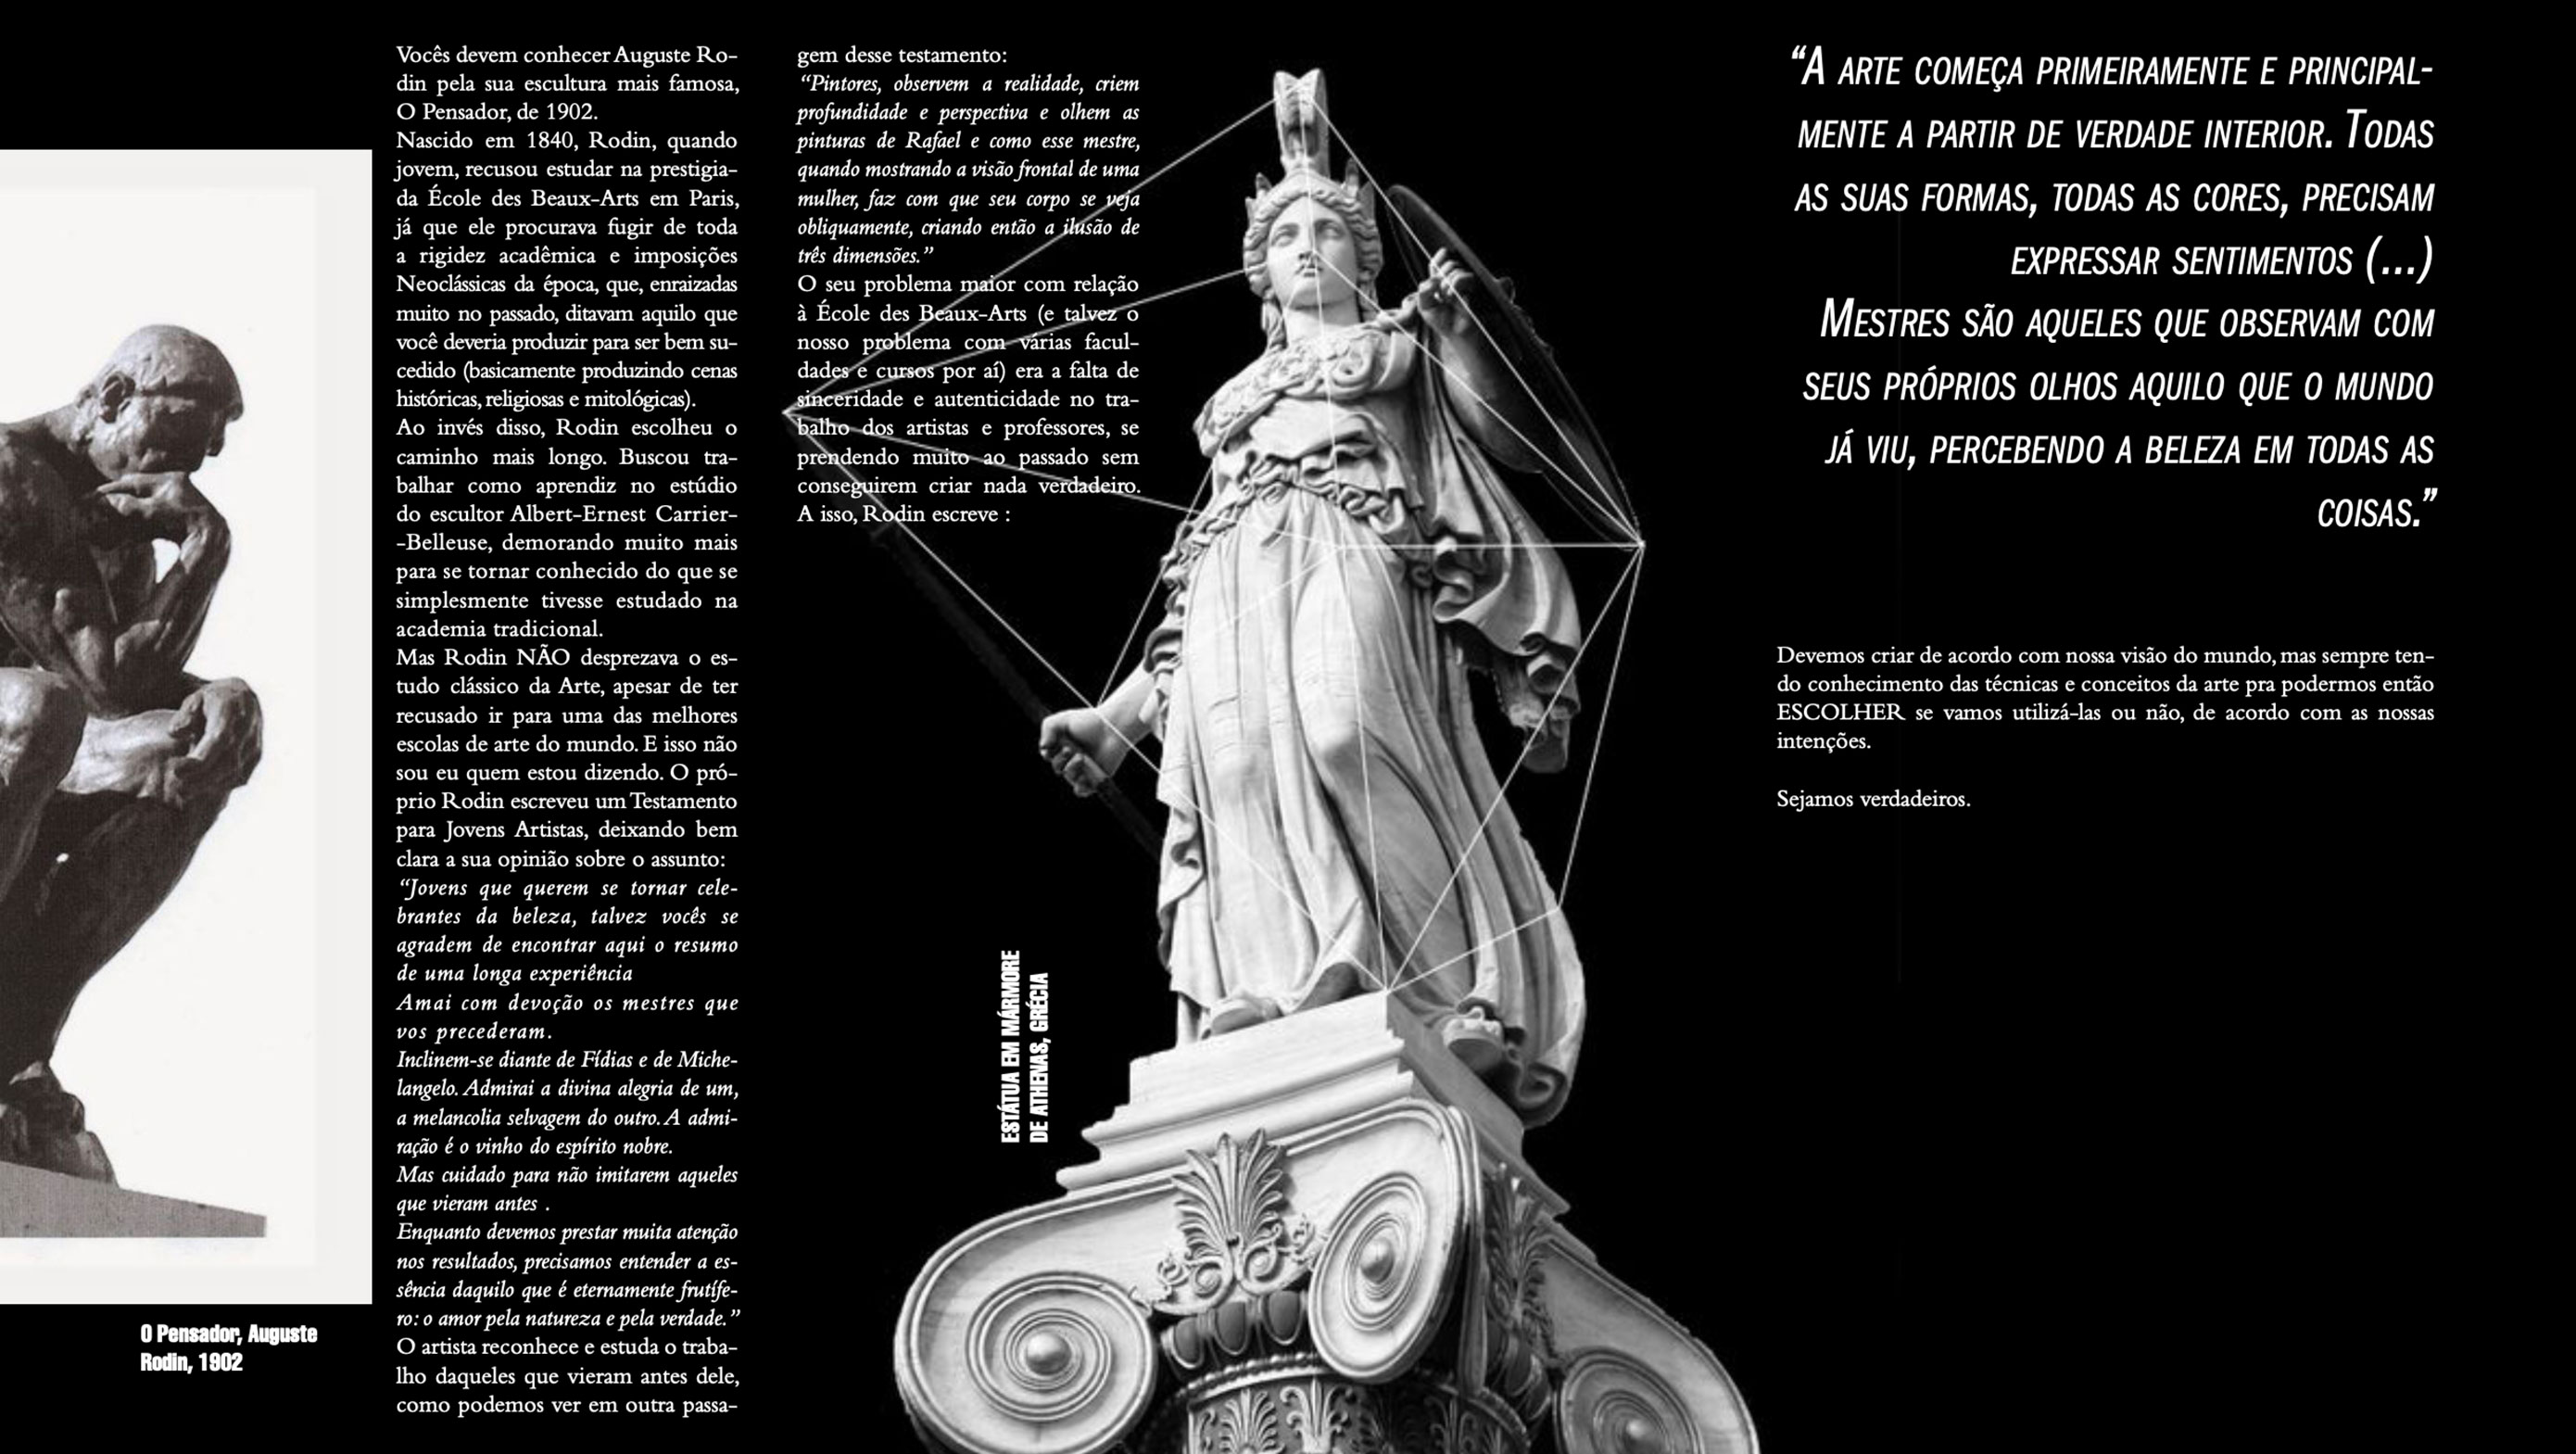 Vocês devem conhecer Auguste Ro-
din pela sua escultura mais famosa,
O Pensador, de 1902.
Nascido em 1840, Rodin, quando
jovem, recusou estudar na prestigia-
da École des Beaux-Arts em Paris,
já que ele procurava fugir de toda
a rigidez acadêmica e imposições
Neoclássicas da época, que, enraizadas
muito no passado, ditavam aquilo que
você deveria produzir para ser bem su-
cedido (basicamente produzindo cenas
históricas, religiosas e mitológicas).
Ao invés disso, Rodin escolheu o
caminho mais longo. Buscou tra-
balhar como aprendiz no estúdio
do escultor Albert-Ernest Carrier-
-Belleuse, demorando muito mais
para se tornar conhecido do que se
simplesmente tivesse estudado na
academia tradicional.
Mas Rodin NÃO desprezava o es-
tudo clássico da Arte, apesar de ter
recusado ir para uma das melhores
escolas de arte do mundo. E isso não
sou eu quem estou dizendo. O pró-
prio Rodin escreveu um Testamento
para Jovens Artistas, deixando bem
clara a sua opinião sobre o assunto:
“Jovens que querem se tornar cele-
brantes da beleza, talvez vocês se
agradem de encontrar aqui o resumo
de uma longa experiência
Amai com devoção os mestres que
vos precederam.
Inclinem-se diante de Fídias e de Miche-
langelo. Admirai a divina alegria de um,
a melancolia selvagem do outro. A admi-
ração é o vinho do espírito nobre.
Mas cuidado para não imitarem aqueles
que vieram antes .
Enquanto devemos prestar muita atenção
nos resultados, precisamos entender a es-
sência daquilo que é eternamente frutífe-
ro: o amor pela natureza e pela verdade.”
O artista reconhece e estuda o traba-
lho daqueles que vieram antes dele,
como podemos ver em outra passa-
gem desse testamento:
“Pintores, observem a realidade, criem
profundidade e perspectiva e olhem as
pinturas de Rafael e como esse mestre,
quando mostrando a visão frontal de uma
mulher, faz com que seu corpo se veja
obliquamente, criando então a ilusão de
três dimensões.”
O seu problema maior com relação
à École des Beaux-Arts (e talvez o
nosso problema com várias facul-
dades e cursos por aí) era a falta de
sinceridade e autenticidade no tra-
balho dos artistas e professores, se
prendendo muito ao passado sem
conseguirem criar nada verdadeiro.
A isso, Rodin escreve :
“A ARTE COMEÇA PRIMEIRAMENTE E PRINCIPAL-
MENTE A PARTIR DE VERDADE INTERIOR. TODAS
AS SUAS FORMAS, TODAS AS CORES, PRECISAM
EXPRESSAR SENTIMENTOS (...)
MESTRES SÃO AQUELES QUE OBSERVAM COM
SEUS PRÓPRIOS OLHOS AQUILO QUE O MUNDO
JÁ VIU, PERCEBENDO A BELEZA EM TODAS AS
COISAS.”
Devemos criar de acordo com nossa visão do mundo, mas sempre ten-
do conhecimento das técnicas e conceitos da arte pra podermos então
ESCOLHER se vamos utilizá-las ou não, de acordo com as nossas
intenções.
Sejamos verdadeiros.
ESTÁTUA EM MÁRMORE
DE ATHENAS, GRÉCIA
O Pensador, Auguste
Rodin, 1902